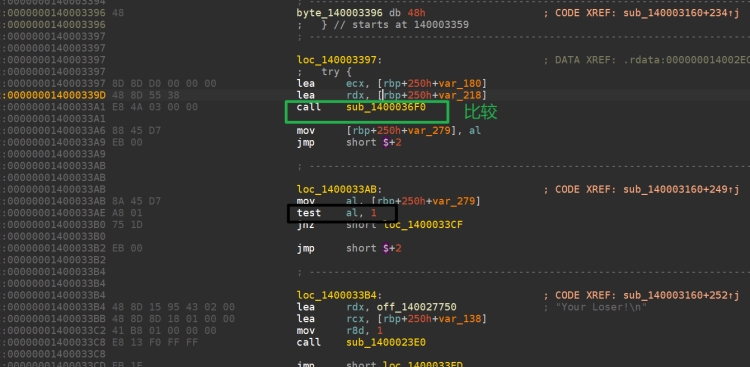 :0000000140003394 ; ---------------------------------------------------------------------------
:0000000140003396 48 byte_140003396 db 48h ; CODE XREF: sub_140003160+234↑j
:0000000140003396 ; } // starts at 140003359
:0000000140003397 ; ---------------------------------------------------------------------------
:0000000140003397
:0000000140003397 loc_140003397: ; DATA XREF: .rdata:000000014002EC
:0000000140003397 ; try {
:0000000140003397 8D 8D D0 00 00 00 lea ecx, [rbp+250h+var_180]
:000000014000339D 48 8D 55 38 lea rdx, [rbp+250h+var_218]
:00000001400033A1 E8 4A 03 00 00 call sub_1400036F0 比较
:00000001400033A1
:00000001400033A6 88 45 D7 mov [rbp+250h+var_279], al
:00000001400033A9 EB 00 jmp short $+2
:00000001400033A9
:00000001400033AB ; ---------------------------------------------------------------------------
:00000001400033AB
:00000001400033AB loc_1400033AB: ; CODE XREF: sub_140003160+249↑j
:00000001400033AB 8A 45 D7 mov al, [rbp+250h+var_279]
:00000001400033AE A8 01 test al, 1
:00000001400033B0 75 1D jnz short loc_1400033CF
:00000001400033B0
:00000001400033B2 EB 00 jmp short $+2
:00000001400033B2
:00000001400033B4 ; ---------------------------------------------------------------------------
:00000001400033B4
:00000001400033B4 loc_1400033B4: ; CODE XREF: sub_140003160+252↑j
:00000001400033B4 48 8D 15 95 43 02 00 lea rdx, off_140027750 ; "Your Loser!\n"
:00000001400033BB 48 8D 8D 18 01 00 00 lea rcx, [rbp+250h+var_138]
:00000001400033C2 41 B8 01 00 00 00 mov r8d, 1
:00000001400033C8 E8 13 F0 FF FF call sub_1400023E0
:00000001400033C8
:00000001400033CD EB 1E jmp short loc_1400033ED